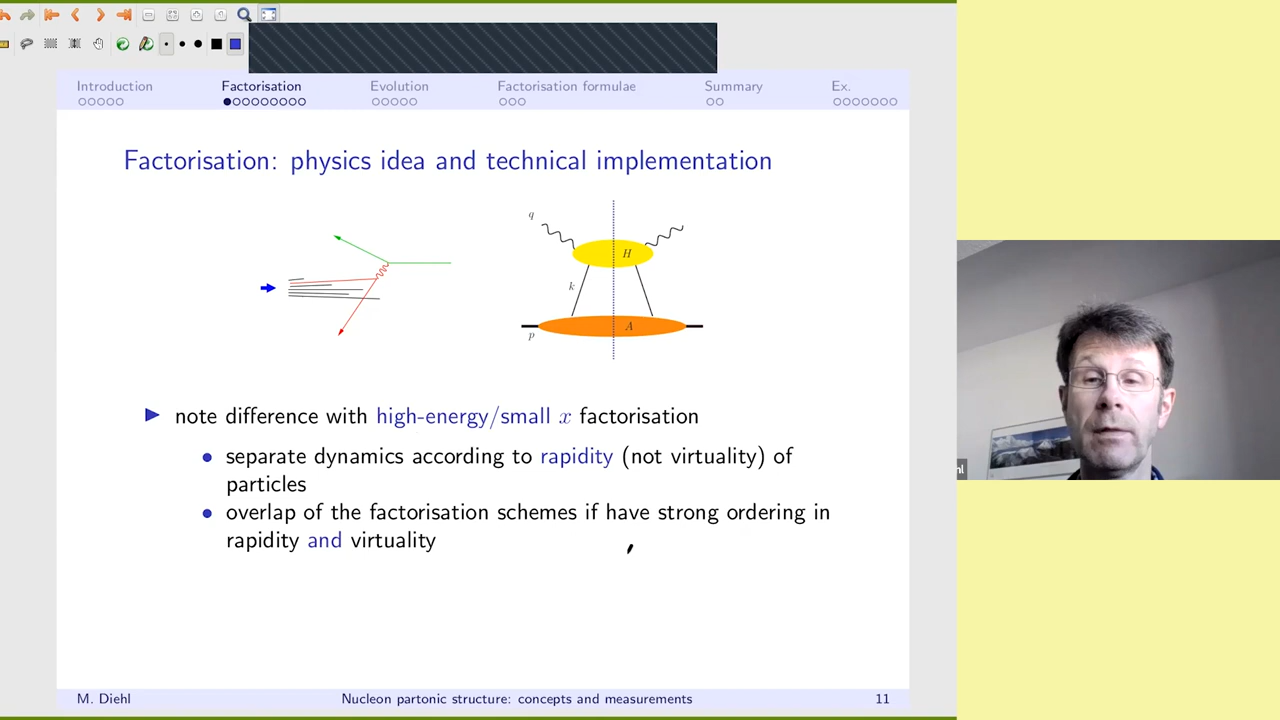 Introduction Factorisation Evolution Factorisation formulae Summary Ex.
Factorisation: physics idea and technical implementation
q
H
k
A
p
note difference with high-energy/small x factorisation
separate dynamics according to rapidity (not virtuality) of
particles
overlap of the factorisation schemes if have strong ordering in
rapidity and virtuality
M. Diehl Nucleon partonic structure: concepts and measurements 11